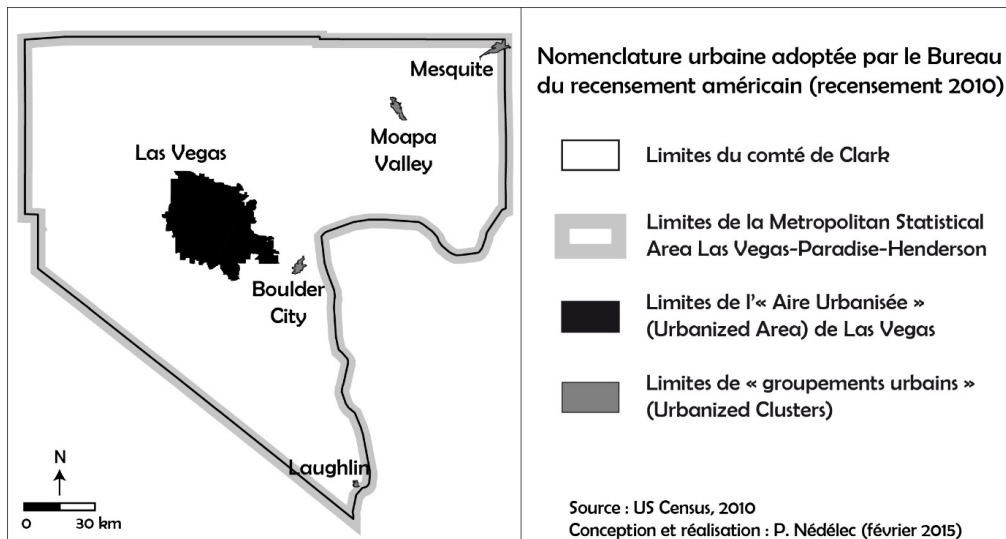 Mesquite
Moapa
Valley
Las Vegas
Boulder
City
Laughlin
N
0 30 km
Nomenclature urbaine adoptée par le Bureau
du recensement américain (recensement 2010)
Limites du comté de Clark
Limites de la Metropolitan Statistical
Area Las Vegas-Paradise-Henderson
Limites de l'« Aire Urbanisée »
(Urbanized Area) de Las Vegas
Limites de « groupements urbains »
(Urbanized Clusters)
Source : US Census, 2010
Conception et réalisation : P. Nédélec (février 2015)